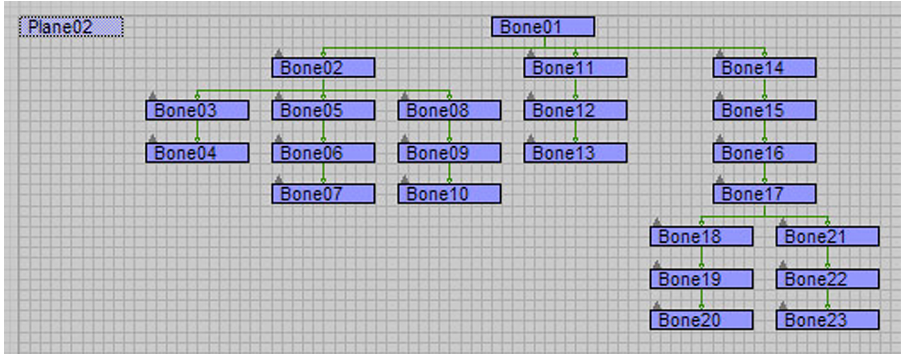 Plane02 Bone01
Bone02 Bone11 Bone14
Bone03 Bone05 Bone08 Bone12 Bone15
Bone04 Bone06 Bone09 Bone13 Bone16
Bone07 Bone10 Bone17
Bone18 Bone21
Bone19 Bone22
Bone20 Bone23